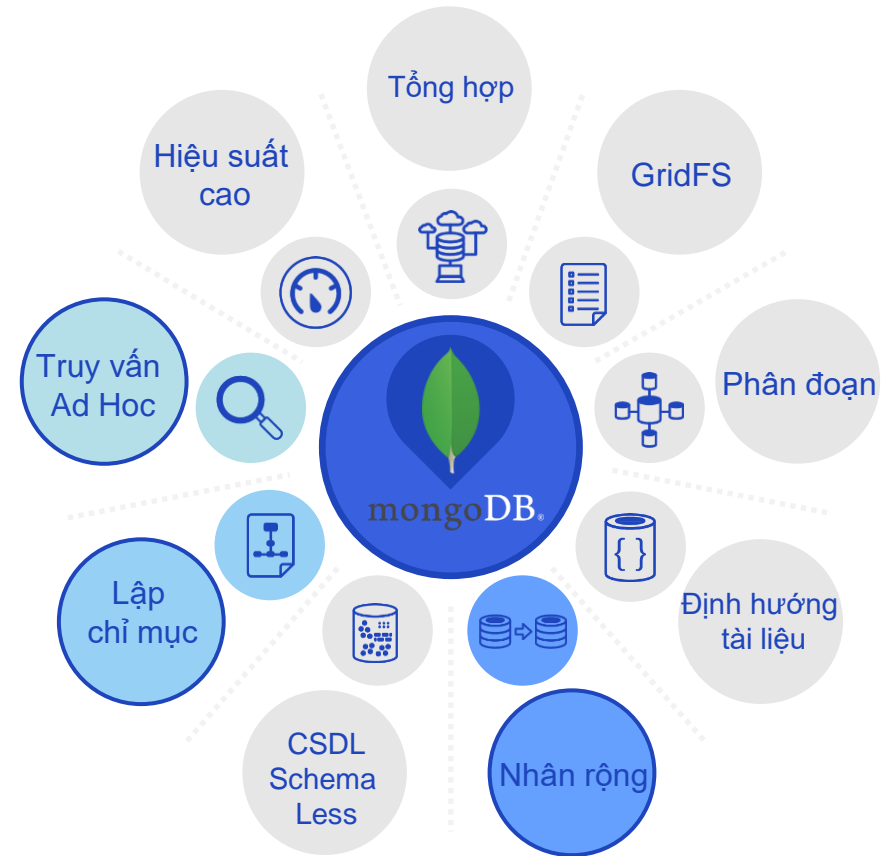 Tổng hợp
GridFS
Phân đoạn
Định hướng
tài liệu
Nhân rộng
CSDL
Schema
Less
Lập
chỉ mục
Truy vấn
Ad Hoc
Hiệu suất
cao
mongoDB®
{ }